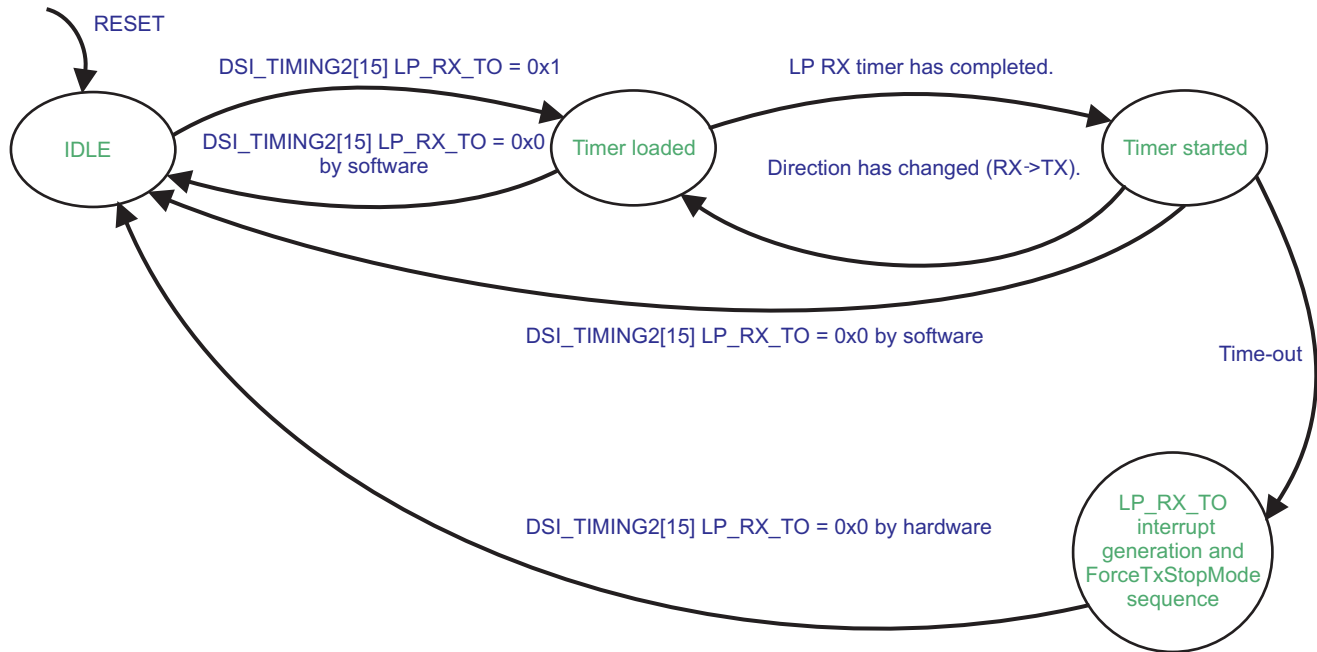 RESET
DSI_TIMING2[15] LP_RX_TO = 0x1
LP RX timer has completed.
IDLE
DSI_TIMING2[15] LP_RX_TO = 0x0
by software
Timer loaded
Direction has changed (RX->TX).
Timer started
DSI_TIMING2[15] LP_RX_TO = 0x0 by software
Time-out
DSI_TIMING2[15] LP_RX_TO = 0x0 by hardware
LP_RX_TO
interrupt
generation and
ForceTxStopMode
sequence